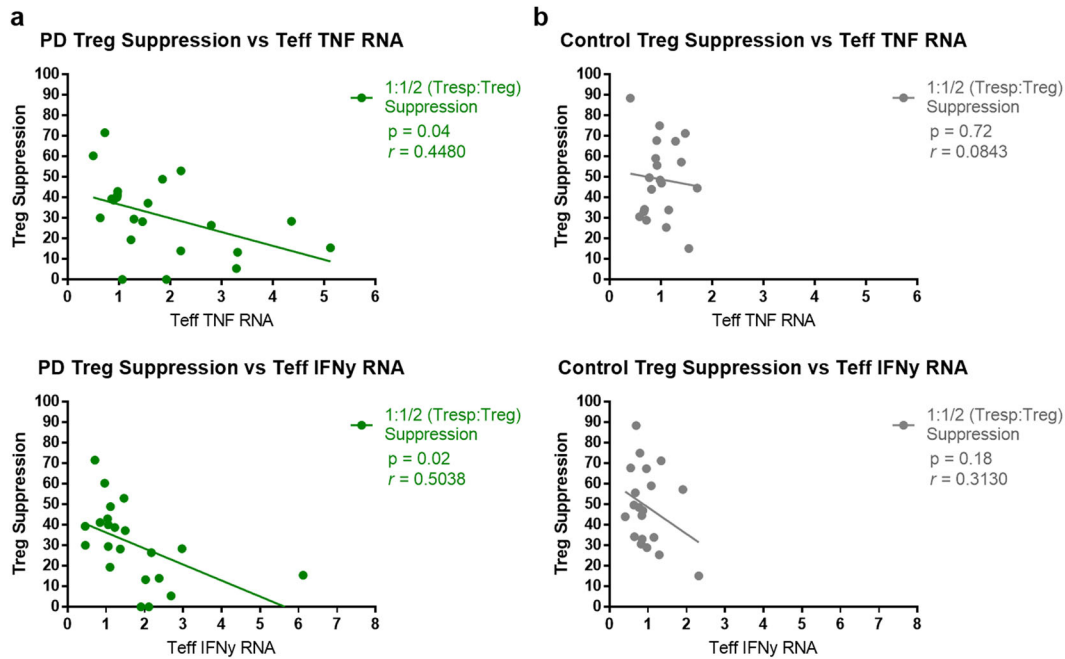 a
PD Treg Suppression vs Teff TNF RNA
100
90
80
70
60
50
40
30
20
10
0
Treg Suppression
0 1 2 3 4 5 6
Teff TNF RNA
1:1/2 (Tresp:Treg)
Suppression
p = 0.04
r = 0.4480
b
Control Treg Suppression vs Teff TNF RNA
100
90
80
70
60
50
40
30
20
10
0
Treg Suppression
0 1 2 3 4 5 6
Teff TNF RNA
1:1/2 (Tresp:Treg)
Suppression
p = 0.72
r = 0.0843
PD Treg Suppression vs Teff IFNy RNA
100
90
80
70
60
50
40
30
20
10
0
Treg Suppression
0 1 2 3 4 5 6 7 8
Teff IFNy RNA
1:1/2 (Tresp:Treg)
Suppression
p = 0.02
r = 0.5038
Control Treg Suppression vs Teff IFNy RNA
100
90
80
70
60
50
40
30
20
10
0
Treg Suppression
0 1 2 3 4 5 6 7 8
Teff IFNy RNA
1:1/2 (Tresp:Treg)
Suppression
p = 0.18
r = 0.3130